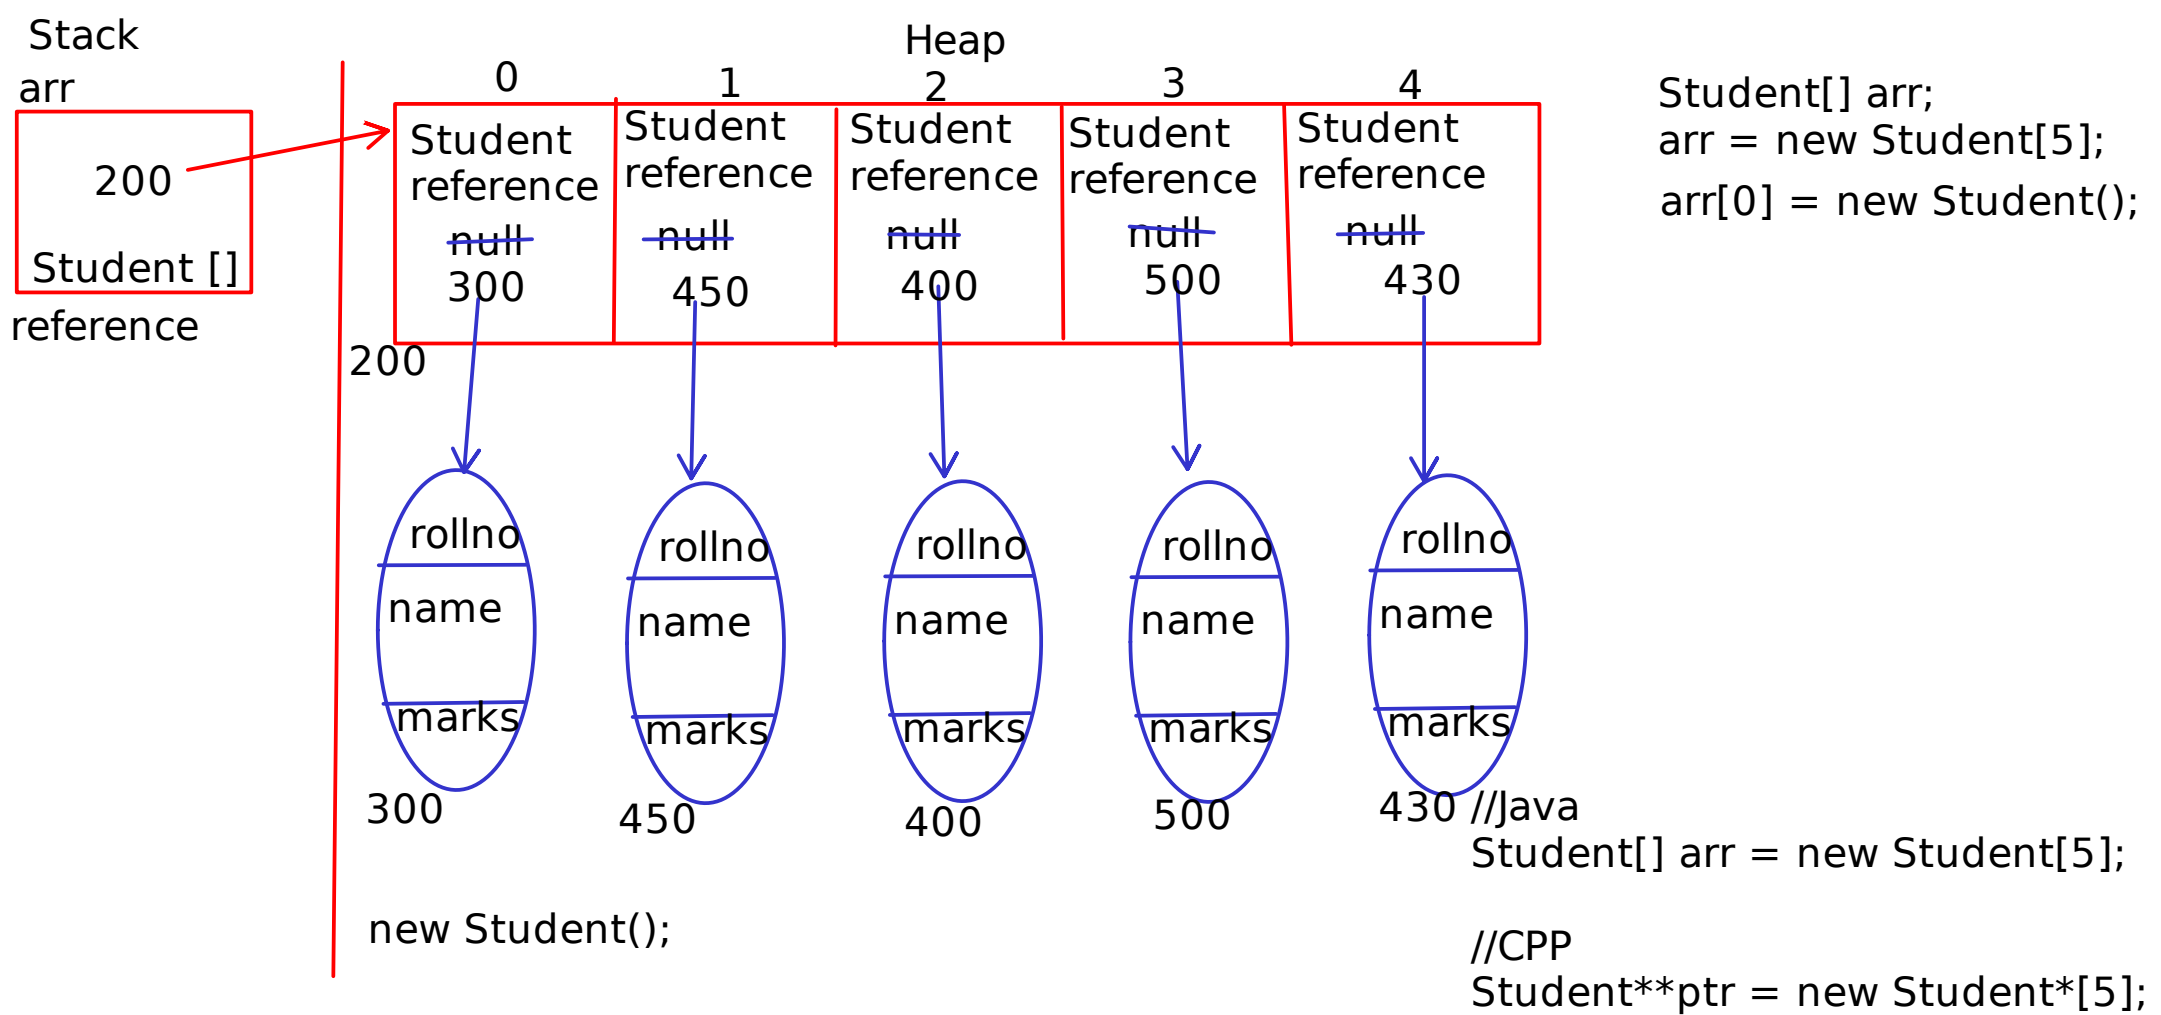 Stack
arr
200
Student []
reference
Heap
0
1
2
3
4
Student
reference
null
300
Student
reference
null
450
Student
reference
null
400
Student
reference
null
500
Student
reference
null
430
200
Student[] arr;
arr = new Student[5];
arr[0] = new Student();
rollno
name
marks
300
rollno
name
marks
450
rollno
name
marks
400
rollno
name
marks
500
rollno
name
marks
430
new Student();
//Java
Student[] arr = new Student[5];
//CPP
Student**ptr = new Student*[5];